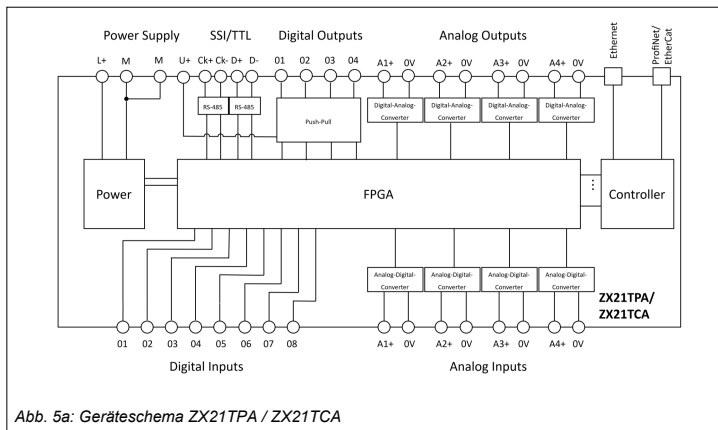 Power Supply SSI/TTL Digital Outputs Analog Outputs
Ethernet
ProfiNet/
EtherCat
L+ M M U+ Ck+ Ck- D+ D- 01 02 03 04 A1+ 0V A2+ 0V A3+ 0V A4+ 0V
RS-485 RS-485
Push-Pull
Digital-Analog-
Converter
Digital-Analog-
Converter
Digital-Analog-
Converter
Digital-Analog-
Converter
Power
FPGA
Controller
Analog-Digital-
Converter
Analog-Digital-
Converter
Analog-Digital-
Converter
Analog-Digital-
Converter
ZX21TPA/
ZX21TCA
01 02 03 04 05 06 07 08 A1+ 0V A2+ 0V A3+ 0V A4+ 0V
Digital Inputs Analog Inputs
Abb. 5a: Geräteschema ZX21TPA / ZX21TCA